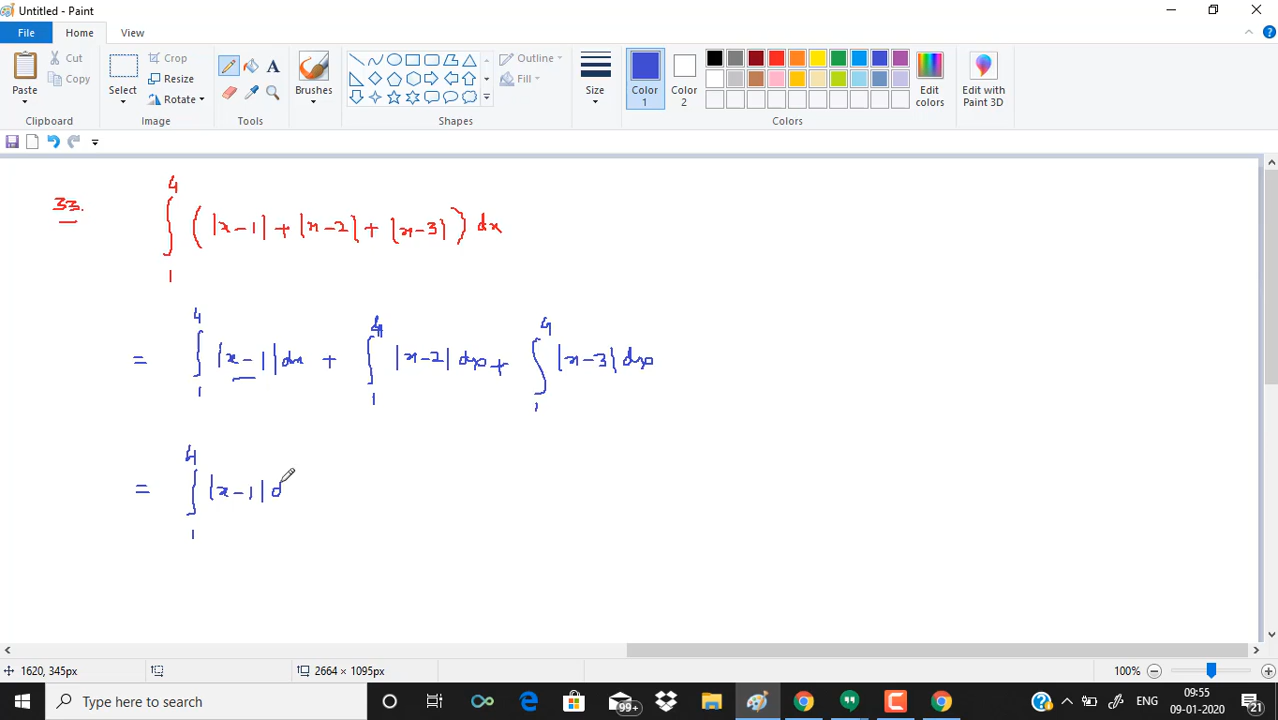 Untitled - Paint
File Home View
Paste
Cut
Copy
Clipboard
Select
Crop
Resize
Rotate
Image
A
Tools
Brushes
Outline
Fill
Shapes
Size
Color 1
Color 2
Edit colors
Edit with Paint 3D
Colors
33. ∫₁⁴ (|x-1| + |x-2| + |x-3|) dx
= ∫₁⁴ |x-1| dx + ∫₁⁴ |x-2| dx + ∫₁⁴ |x-3| dx
= ∫₁⁴ |x-1| d
1620, 345px
2664 × 1095px
100%
Type here to search
99+
ENG
09:55
09-01-2020
21